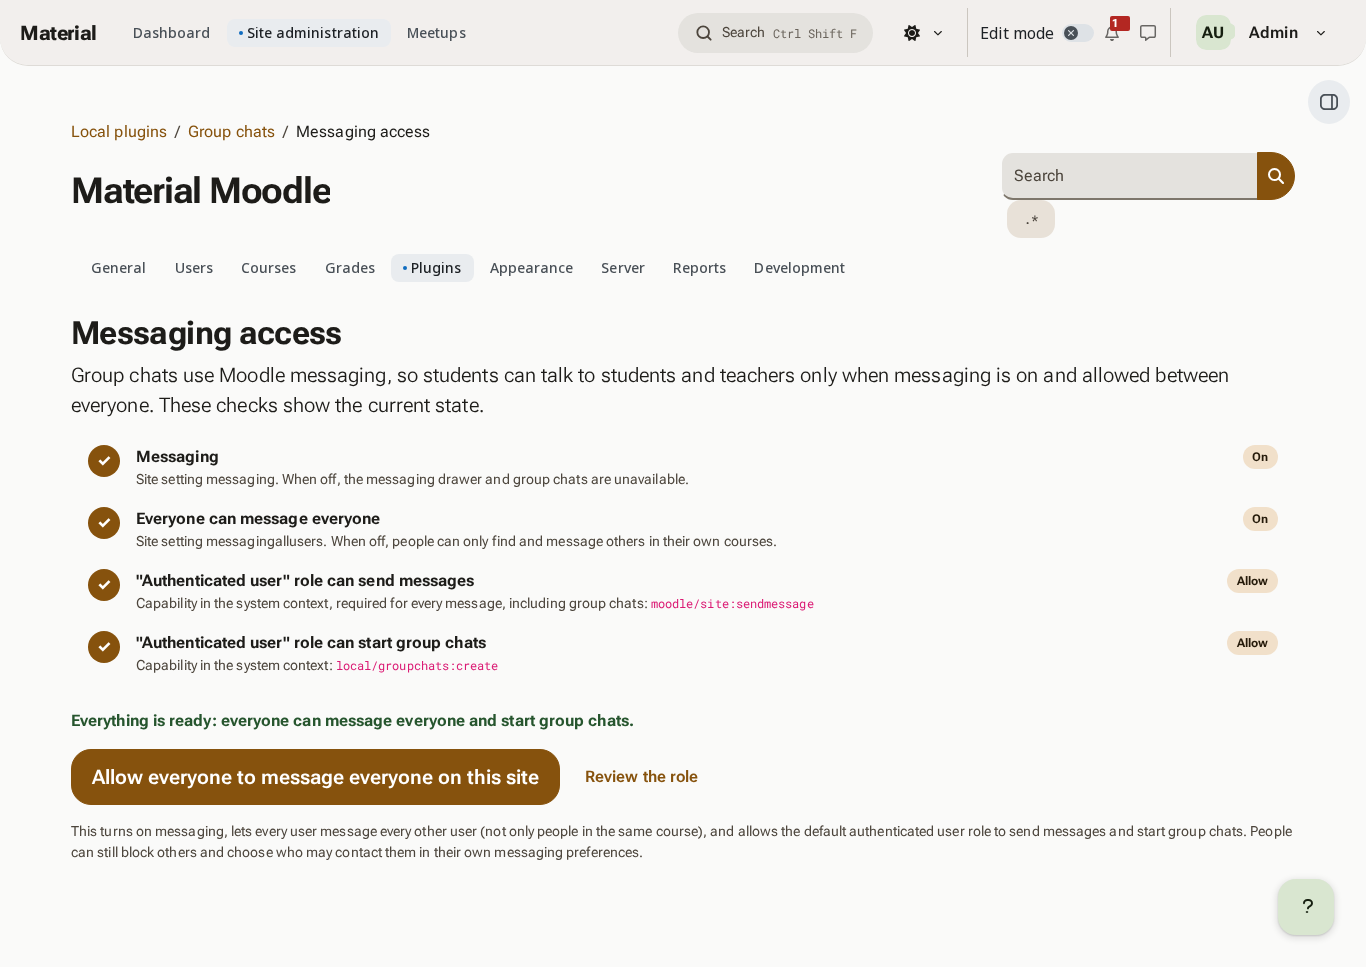 Material
Dashboard
Site administration
Meetups
Search Ctrl Shift F
Edit mode
1
AU
Admin
Local plugins / Group chats / Messaging access
Material Moodle
Search
.*
General
Users
Courses
Grades
Plugins
Appearance
Server
Reports
Development
Messaging access
Group chats use Moodle messaging, so students can talk to students and teachers only when messaging is on and allowed between
everyone. These checks show the current state.
Messaging
On
Site setting messaging. When off, the messaging drawer and group chats are unavailable.
Everyone can message everyone
On
Site setting messagingallusers. When off, people can only find and message others in their own courses.
"Authenticated user" role can send messages
Allow
Capability in the system context, required for every message, including group chats: moodle/site:sendmessage
"Authenticated user" role can start group chats
Allow
Capability in the system context: local/groupchats:create
Everything is ready: everyone can message everyone and start group chats.
Allow everyone to message everyone on this site
Review the role
This turns on messaging, lets every user message every other user (not only people in the same course), and allows the default authenticated user role to send messages and start group chats. People
can still block others and choose who may contact them in their own messaging preferences.
?